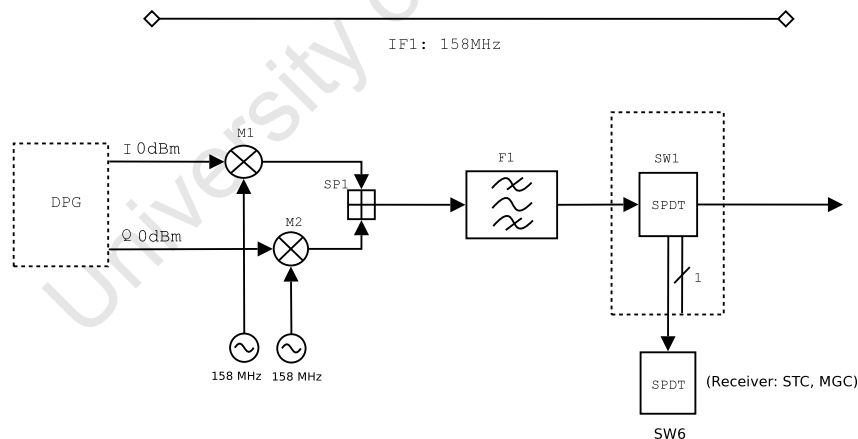 IF1: 158MHz
I 0dBm
M1
DPG
Q 0dBm
M2
SP1
F1
SW1
SPDT
1
158 MHz
158 MHz
SPDT
(Receiver: STC, MGC)
SW6
University